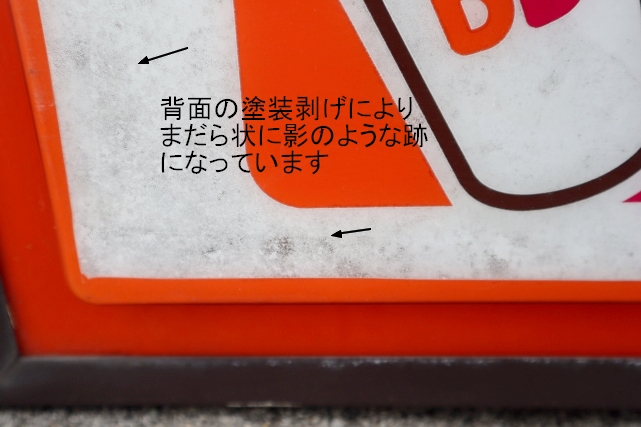 D
背面の塗装剥げにより
まだら状に影のような跡
になっています